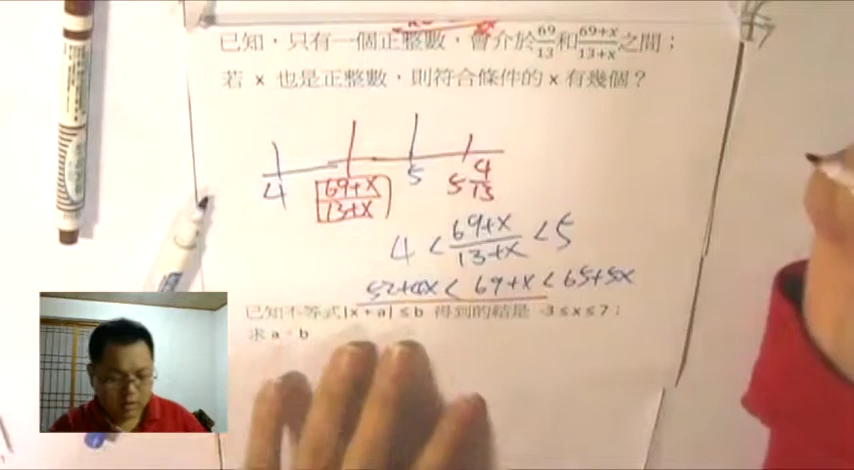 已知,只有一個正整數,會介於69/13和69+x/13+x之間;
若 x 也是正整數,則符合條件的 x 有幾個?
4 69+x/13+x 5 5 4/13
4 < 69+x/13+x < 5
52+4x < 69+x < 65+5x
已知不等式|x + a| ≤ b 得到的結是 -3 ≤ x ≤ 7;
求 a - b